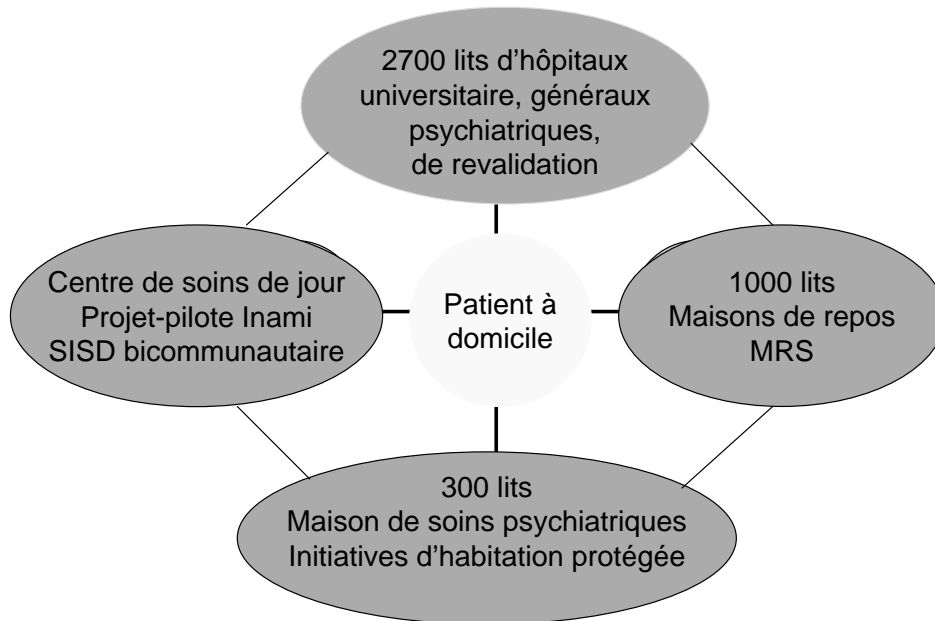 2700 lits d’hôpitaux
universitaire, généraux
psychiatriques,
de revalidation
Centre de soins de jour
Projet-pilote Inami
SISD bicommunautaire
Patient à
domicile
1000 lits
Maisons de repos
MRS
300 lits
Maison de soins psychiatriques
Initiatives d’habitation protégée